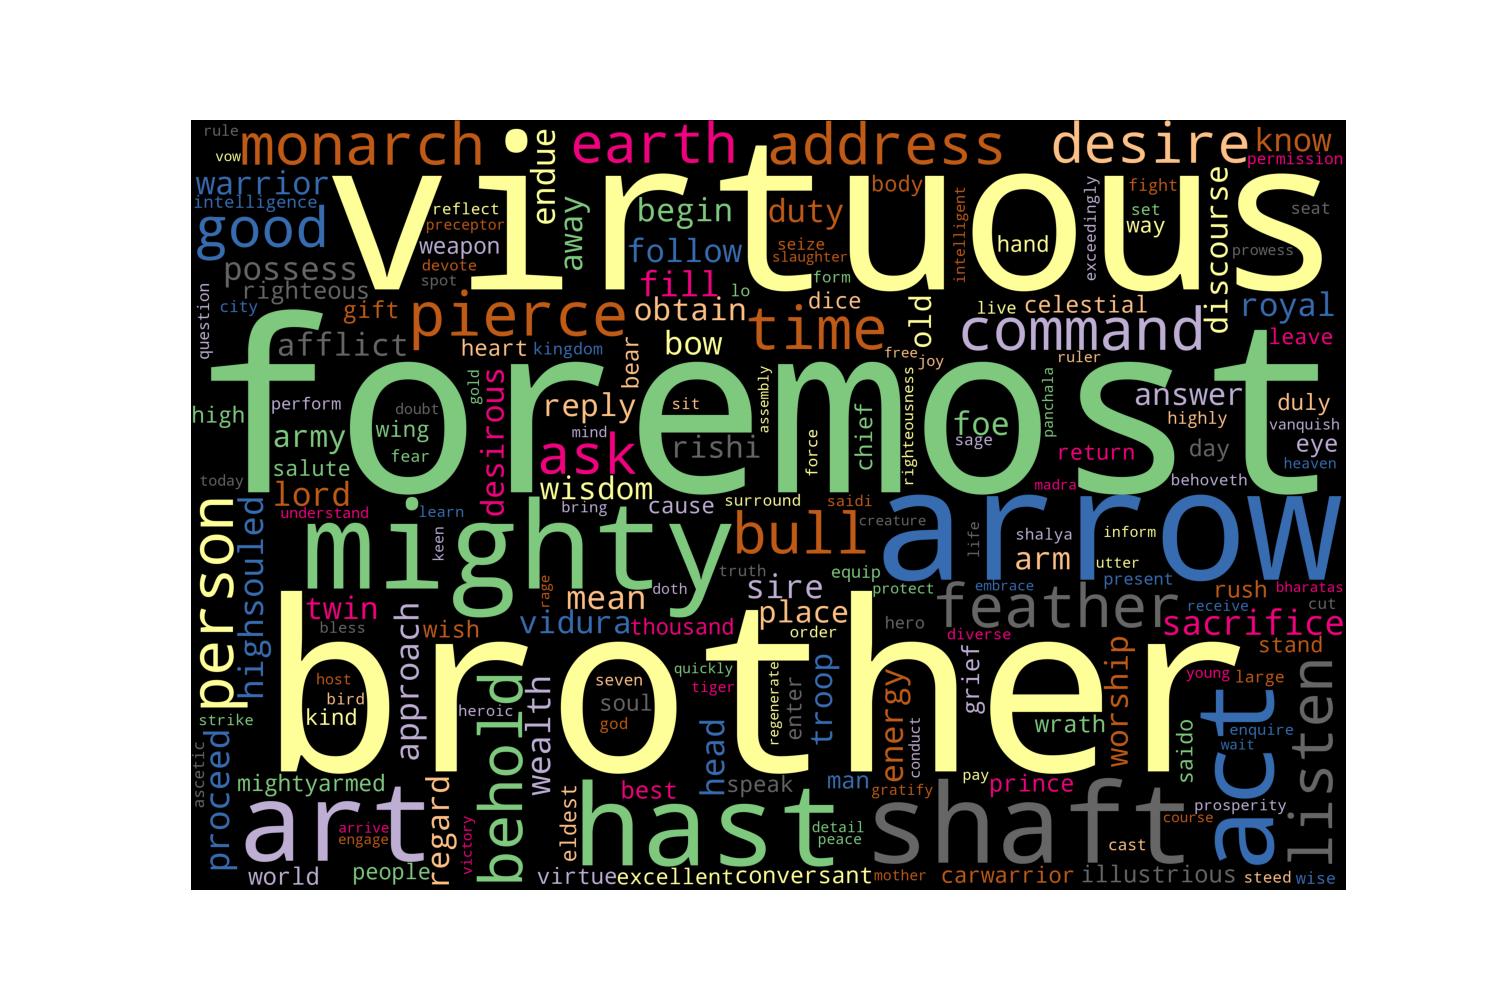 rule
vow
monarch
endue
earth
address
desire
know
permission
warrior
intelligence
virtuous
body
fight
good
reflect
preceptor
weapon
devote
spot
away
begin
follow
duty
seize
slaughter
form
intelligent
hand
exceedingly
set
way
discourse
seat
prowess
possess
righteous
fill
lo
question
city
gift
pierce
obtain
dice
time
old
live
celestial
command
royal
leave
afflict
heart
kingdom
bear
bow
free
joy
ruler
foremost
high
perform
gold
doubt
wing
army
fear
salute
desirous
reply
mind
ask
sit
rishi
assembly
force
chief
righteousness
foe
sage
panchala
answer
highly
duly
vanquish
eye
return
day
heaven
today
lord
understand
wisdom
bring
cause
surround
saidi
madra
behoveth
person
highsouled
learn
keen
mighty
bull
creature
arrow
life
shalya
arm
inform
utter
truth
sire
equip
protect
embrace
present
rage
mean
doth
feather
rush
bharatas
receive
cut
twin
bless
approach
wish
vidura
thousand
place
order
hero
diverse
sacrifice
stand
brother
host
bird
kind
heroic
seven
soul
god
quickly
tiger
regenerate
enter
troop
energy
conduct
grief
worship
wrath
young
large
strike
ascetic
proceed
behold
wealth
head
saido
act
enquire
wait
listen
mightyarmed
art
arrive
engage
regard
victory
eldest
hast
best
speak
man
gratify
pay
prince
detail
peace
shaft
cast
prosperity
course
world
people
virtue
excellent
conversant
mother
carwarrior
illustrious
steed
wise